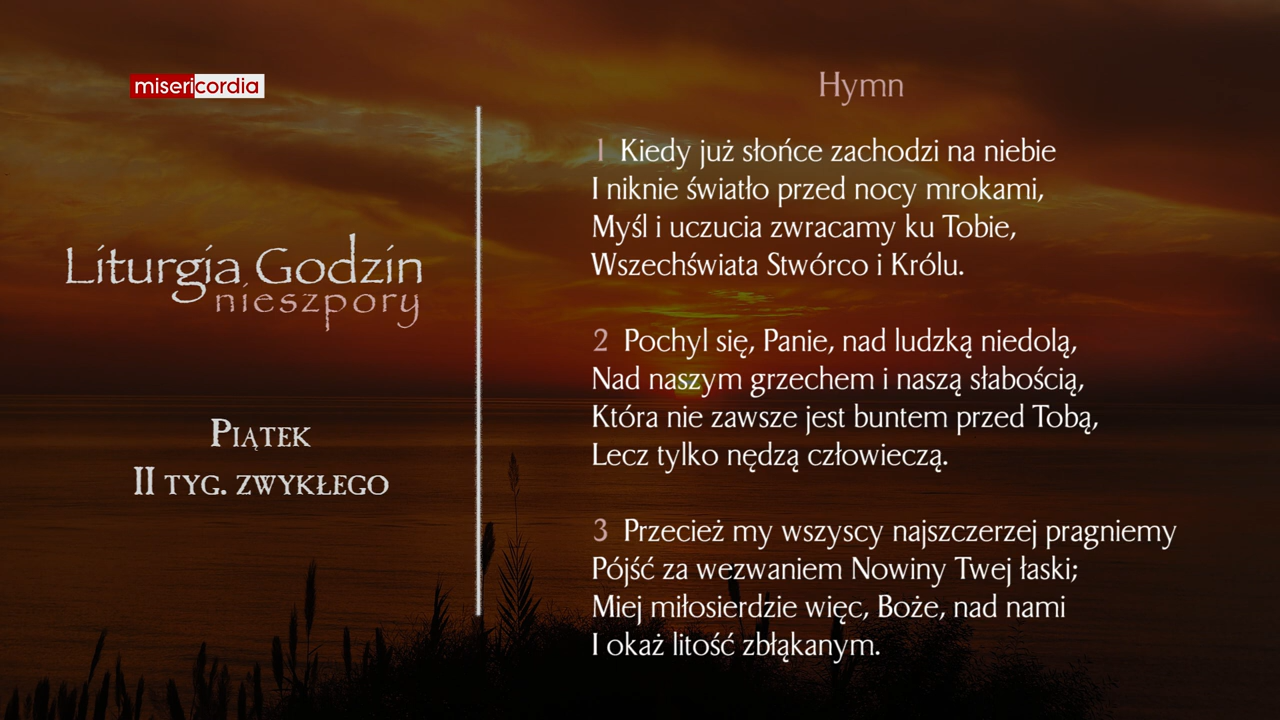 misericordia
Liturgia Godzin
nieszpory
Piątek
II tyg. zwykłego
Hymn
1 Kiedy już słońce zachodzi na niebie
I niknie światło przed nocy mrokami,
Myśl i uczucia zwracamy ku Tobie,
Wszechświata Stwórco i Królu.
2 Pochyl się, Panie, nad ludzką niedolą,
Nad naszym grzechem i naszą słabością,
Która nie zawsze jest buntem przed Tobą,
Lecz tylko nędzą człowieczą.
3 Przecież my wszyscy najszczerzej pragniemy
Pójść za wezwaniem Nowiny Twej łaski;
Miej miłosierdzie więc, Boże, nad nami
I okaż litość zbłąkanym.